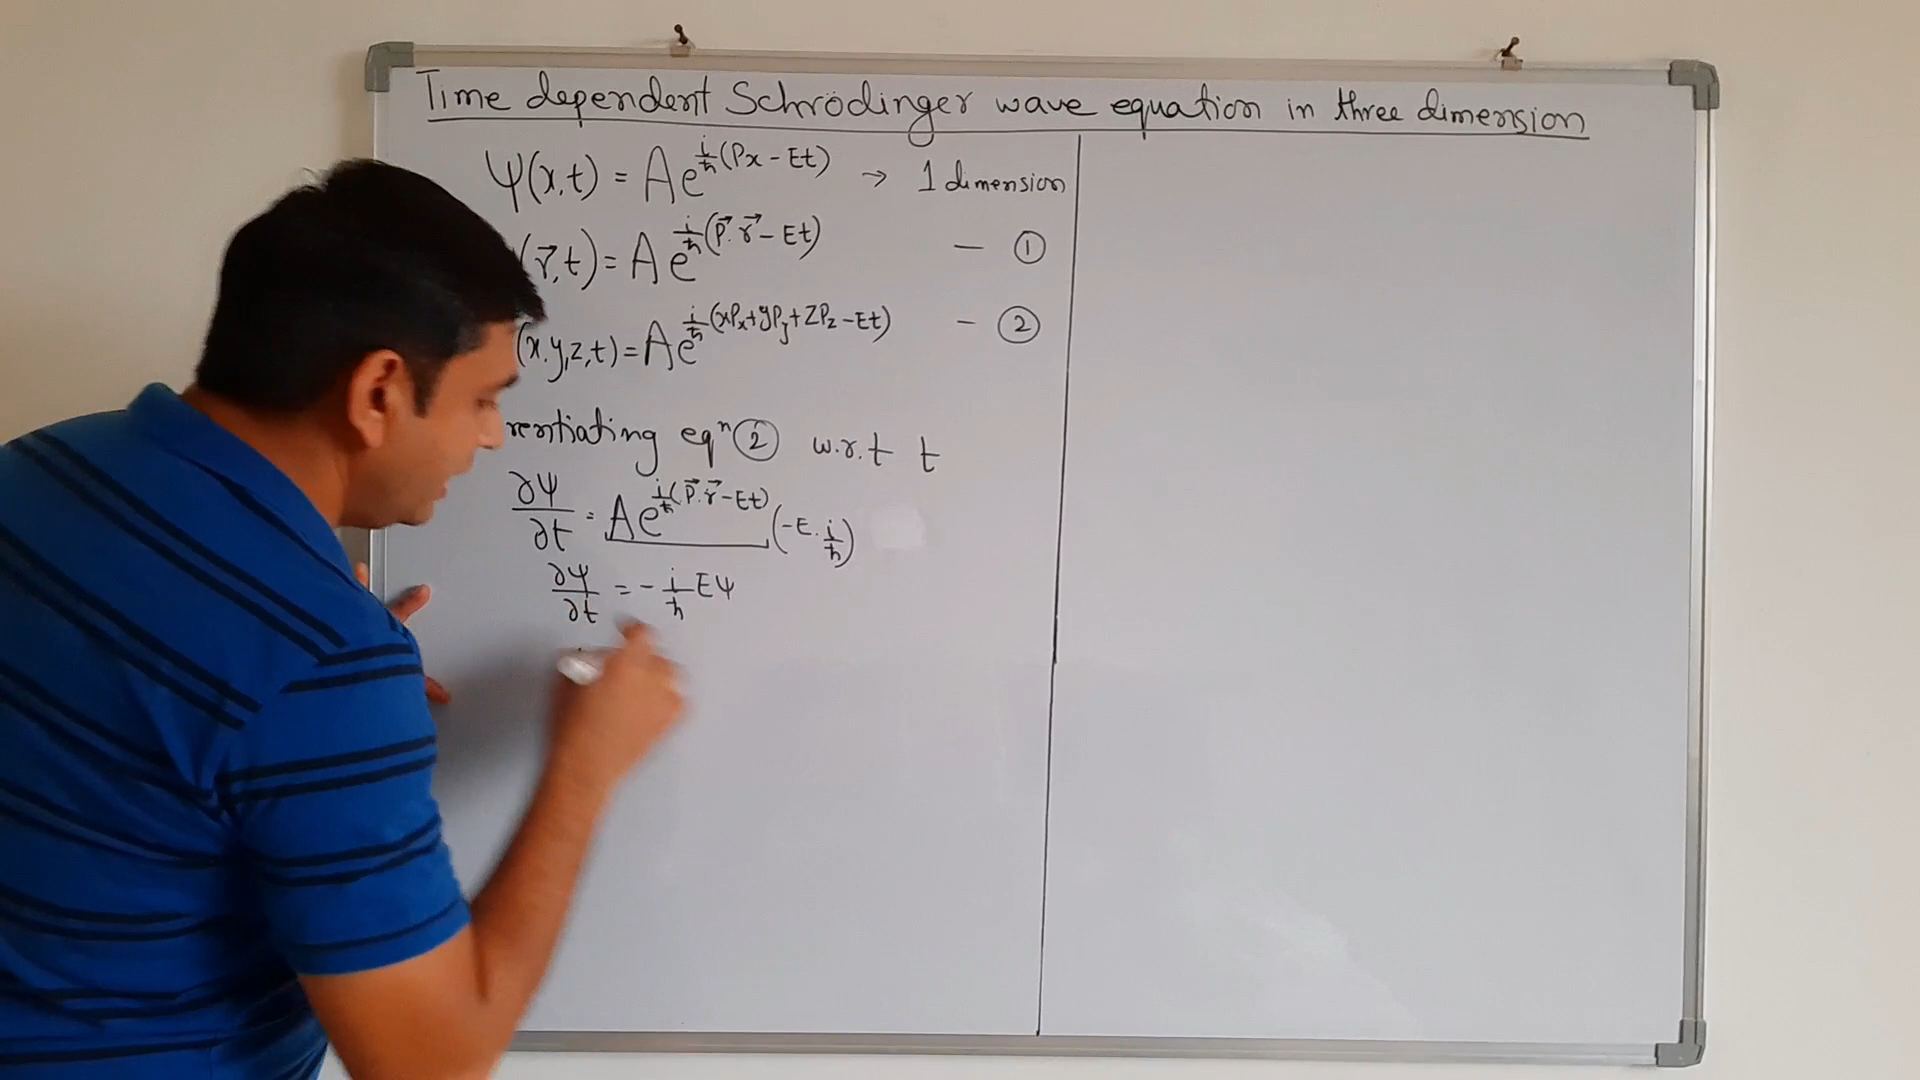 Time dependent Schrödinger wave equation in three dimension
Ψ(x,t) = Ae^{i/ħ(Px - Et)} → 1 dimension
(r⃗,t) = Ae^{i/ħ(P⃗.r⃗ - Et)} — ①
(x,y,z,t) = Ae^{i/ħ(xPx+yPy+zPz - Et)} — ②
rentiating eqⁿ ② w.r.t t
∂Ψ/∂t = Ae^{i/ħ(P⃗.r⃗ - Et)} (-E. i/ħ)
∂Ψ/∂t = - i/ħ EΨ